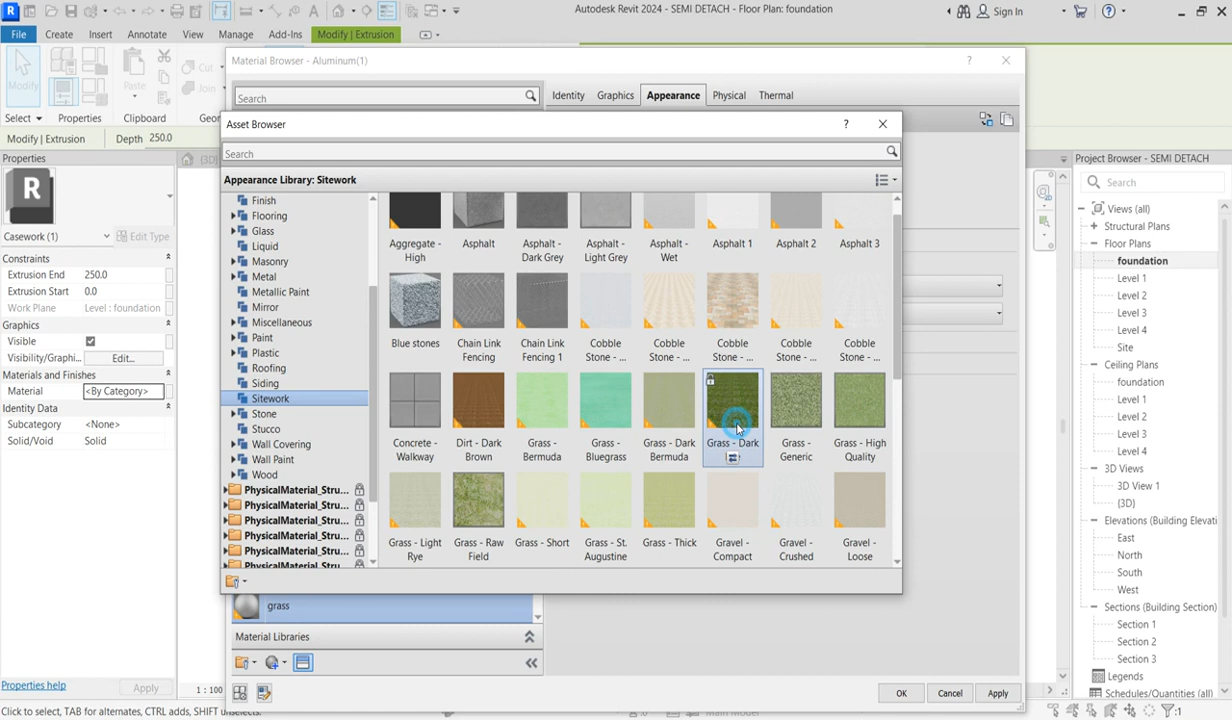 Autodesk Revit 2024 - SEMI DETACH - Floor Plan: foundation
Sign In
File
Create
Insert
Annotate
View
Manage
Add-Ins
Modify | Extrusion
Modify
Paste
Cut
Join
Select
Properties
Clipboard
Geor
Modify | Extrusion
Depth
250.0
Properties
Casework (1)
Edit Type
Constraints
Extrusion End
250.0
Extrusion Start
0.0
Work Plane
Level : foundation
Graphics
Visible
Visibility/Graphi...
Edit...
Materials and Finishes
Material
<By Category>
Identity Data
Subcategory
<None>
Solid/Void
Solid
Properties help
Apply
1 : 100
Click to select, TAB for alternates, CTRL adds, SHIFT unselects.
Main Model
:1
Material Browser - Aluminum(1)
Search
Identity
Graphics
Appearance
Physical
Thermal
Asset Browser
Search
Appearance Library: Sitework
Finish
Flooring
Glass
Liquid
Masonry
Metal
Metallic Paint
Mirror
Miscellaneous
Paint
Plastic
Roofing
Siding
Sitework
Stone
Stucco
Wall Covering
Wall Paint
Wood
PhysicalMaterial_Stru...
PhysicalMaterial_Stru...
PhysicalMaterial_Stru...
PhysicalMaterial_Stru...
PhysicalMaterial_Stru...
PhysicalMaterial_Stru...
Aggregate - High
Asphalt
Asphalt - Dark Grey
Asphalt - Light Grey
Asphalt - Wet
Asphalt 1
Asphalt 2
Asphalt 3
Blue stones
Chain Link Fencing
Chain Link Fencing 1
Cobble Stone - ...
Cobble Stone - ...
Cobble Stone - ...
Cobble Stone - ...
Cobble Stone - ...
Concrete - Walkway
Dirt - Dark Brown
Grass - Bermuda
Grass - Bluegrass
Grass - Dark Bermuda
Grass - Dark
Grass - Generic
Grass - High Quality
Grass - Light Rye
Grass - Raw Field
Grass - Short
Grass - St. Augustine
Grass - Thick
Gravel - Compact
Gravel - Crushed
Gravel - Loose
grass
Material Libraries
OK
Cancel
Apply
Project Browser - SEMI DETACH
Search
Views (all)
Structural Plans
Floor Plans
foundation
Level 1
Level 2
Level 3
Level 4
Site
Ceiling Plans
foundation
Level 1
Level 2
Level 3
Level 4
3D Views
3D View 1
{3D}
Elevations (Building Elevati
East
North
South
West
Sections (Building Section)
Section 1
Section 2
Section 3
Legends
Schedules/Quantities (all)